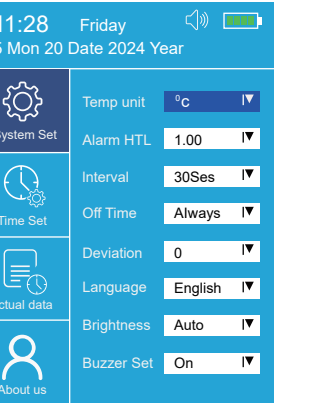 11:28 Friday
5 Mon 20 Date 2024 Year
System Set
Temp unit °c
Alarm HTL 1.00
Interval 30Ses
Time Set
Off Time Always
Deviation 0
Actual data
Language English
Brightness Auto
Buzzer Set On
About us